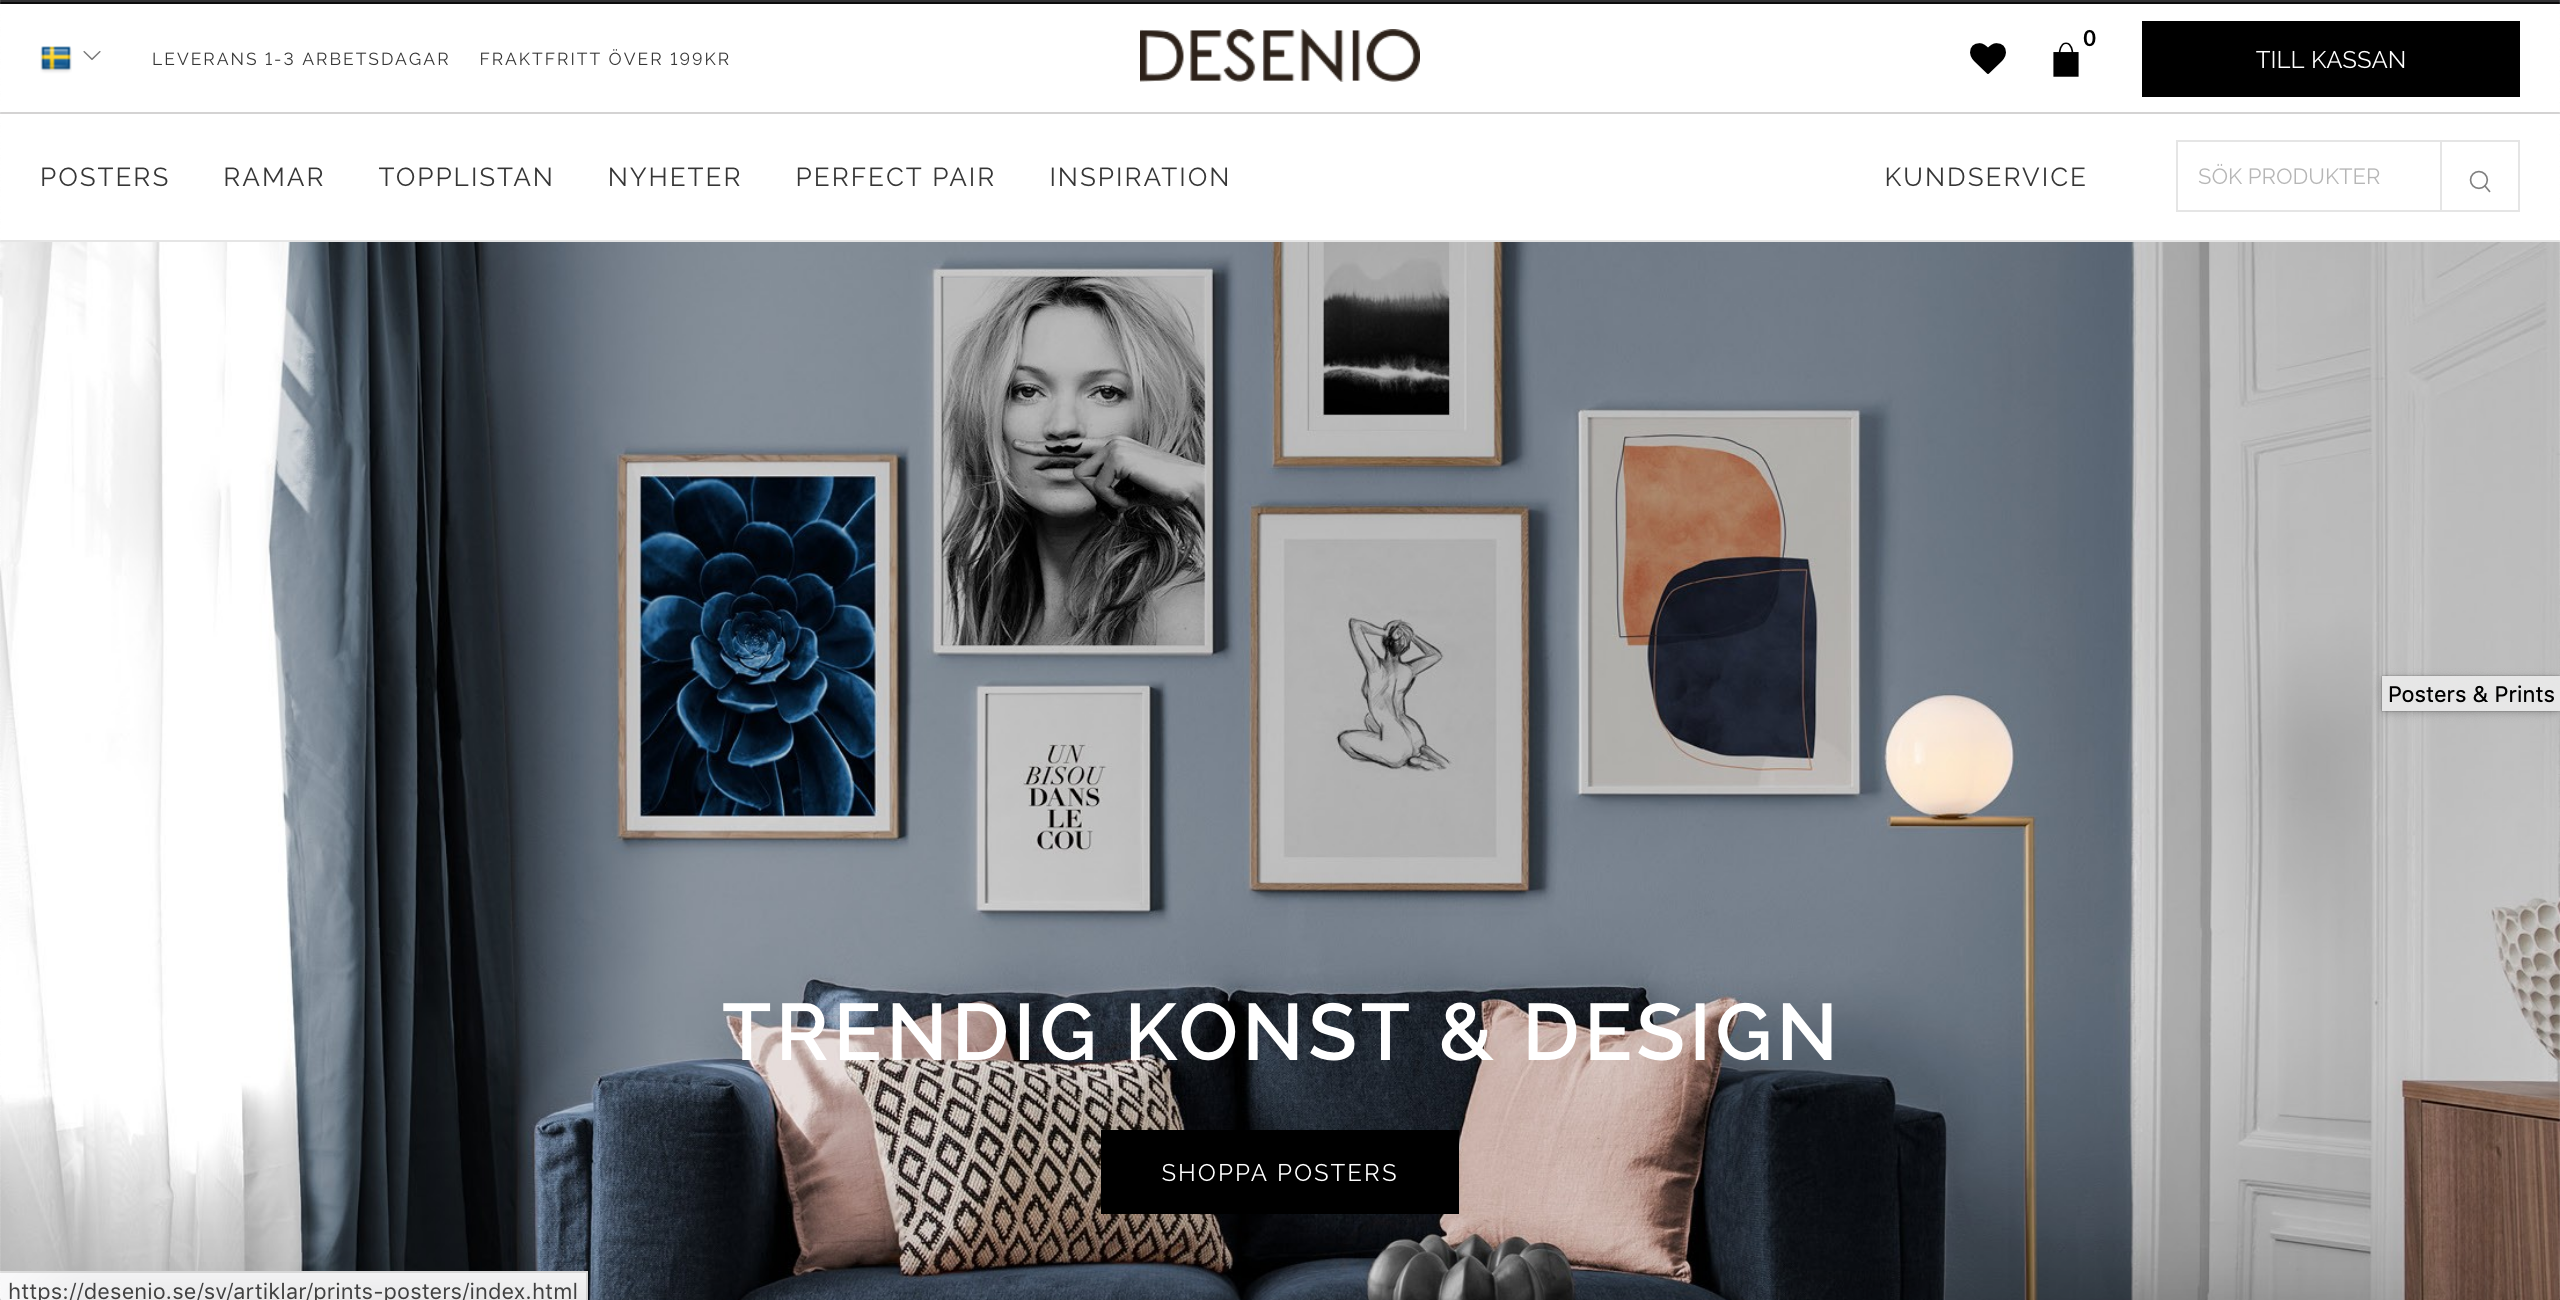 LEVERANS 1-3 ARBETSDAGAR
FRAKTFRITT ÖVER 199KR
DESENIO
0
TILL KASSAN
POSTERS
RAMAR
TOPPLISTAN
NYHETER
PERFECT PAIR
INSPIRATION
KUNDSERVICE
SÖK PRODUKTER
UN
BISOU
DANS
LE
COU
Posters & Prints
TRENDIG KONST & DESIGN
SHOPPA POSTERS
https://desenio.se/sv/artiklar/prints-posters/index.html